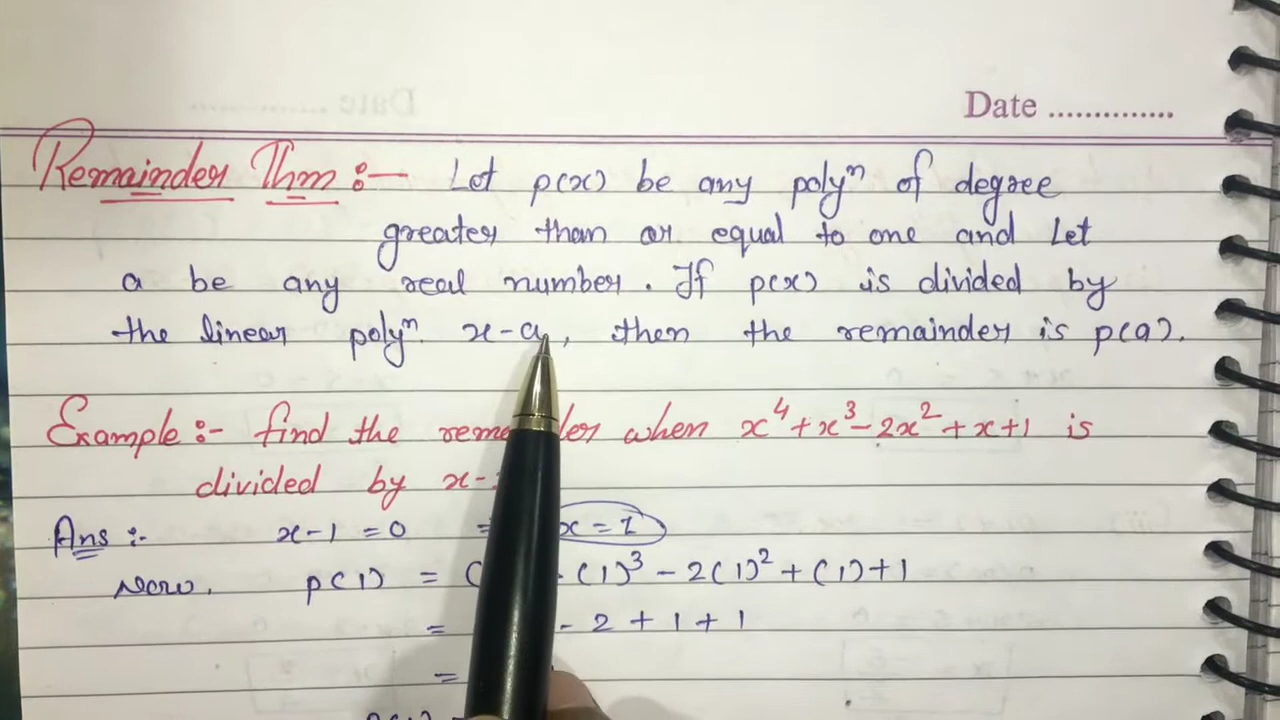 Date ..............
Remainder Thm :- Let p(x) be any polyⁿ of degree
greater than or equal to one and let
a be any real number. If p(x) is divided by
the linear polyⁿ. x-a, then the remainder is p(a).
Example :- find the when x⁴+x³-2x²+x+1 is
divided by x-
Ans :- x-1 = 0 = x = 1
Now, p(1) = ( (1)³ - 2(1)² + (1)+1
= - 2 + 1 + 1
=